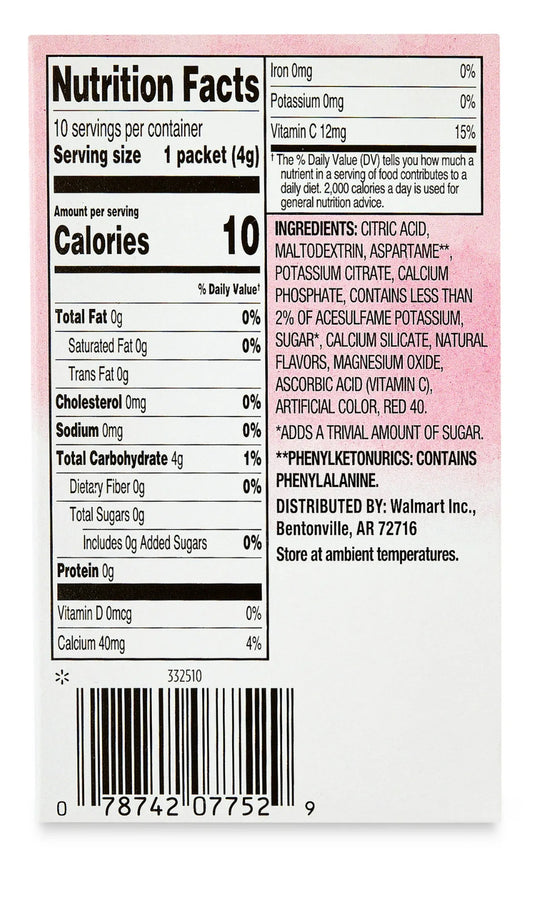 Nutrition Facts
10 servings per container
Serving size 1 packet (4g)
Amount per serving
Calories 10
% Daily Value†
Total Fat 0g 0%
Saturated Fat 0g 0%
Trans Fat 0g
Cholesterol 0mg 0%
Sodium 0mg 0%
Total Carbohydrate 4g 1%
Dietary Fiber 0g 0%
Total Sugars 0g
Includes 0g Added Sugars 0%
Protein 0g
Vitamin D 0mcg 0%
Calcium 40mg 4%
Iron 0mg 0%
Potassium 0mg 0%
Vitamin C 12mg 15%
† The % Daily Value (DV) tells you how much a
nutrient in a serving of food contributes to a
daily diet. 2,000 calories a day is used for
general nutrition advice.
INGREDIENTS: CITRIC ACID,
MALTODEXTRIN, ASPARTAME**,
POTASSIUM CITRATE, CALCIUM
PHOSPHATE, CONTAINS LESS THAN
2% OF ACESULFAME POTASSIUM,
SUGAR*, CALCIUM SILICATE, NATURAL
FLAVORS, MAGNESIUM OXIDE,
ASCORBIC ACID (VITAMIN C),
ARTIFICIAL COLOR, RED 40.
*ADDS A TRIVIAL AMOUNT OF SUGAR.
**PHENYLKETONURICS: CONTAINS
PHENYLALANINE.
DISTRIBUTED BY: Walmart Inc.,
Bentonville, AR 72716
Store at ambient temperatures.
332510
0 78742 07752 9